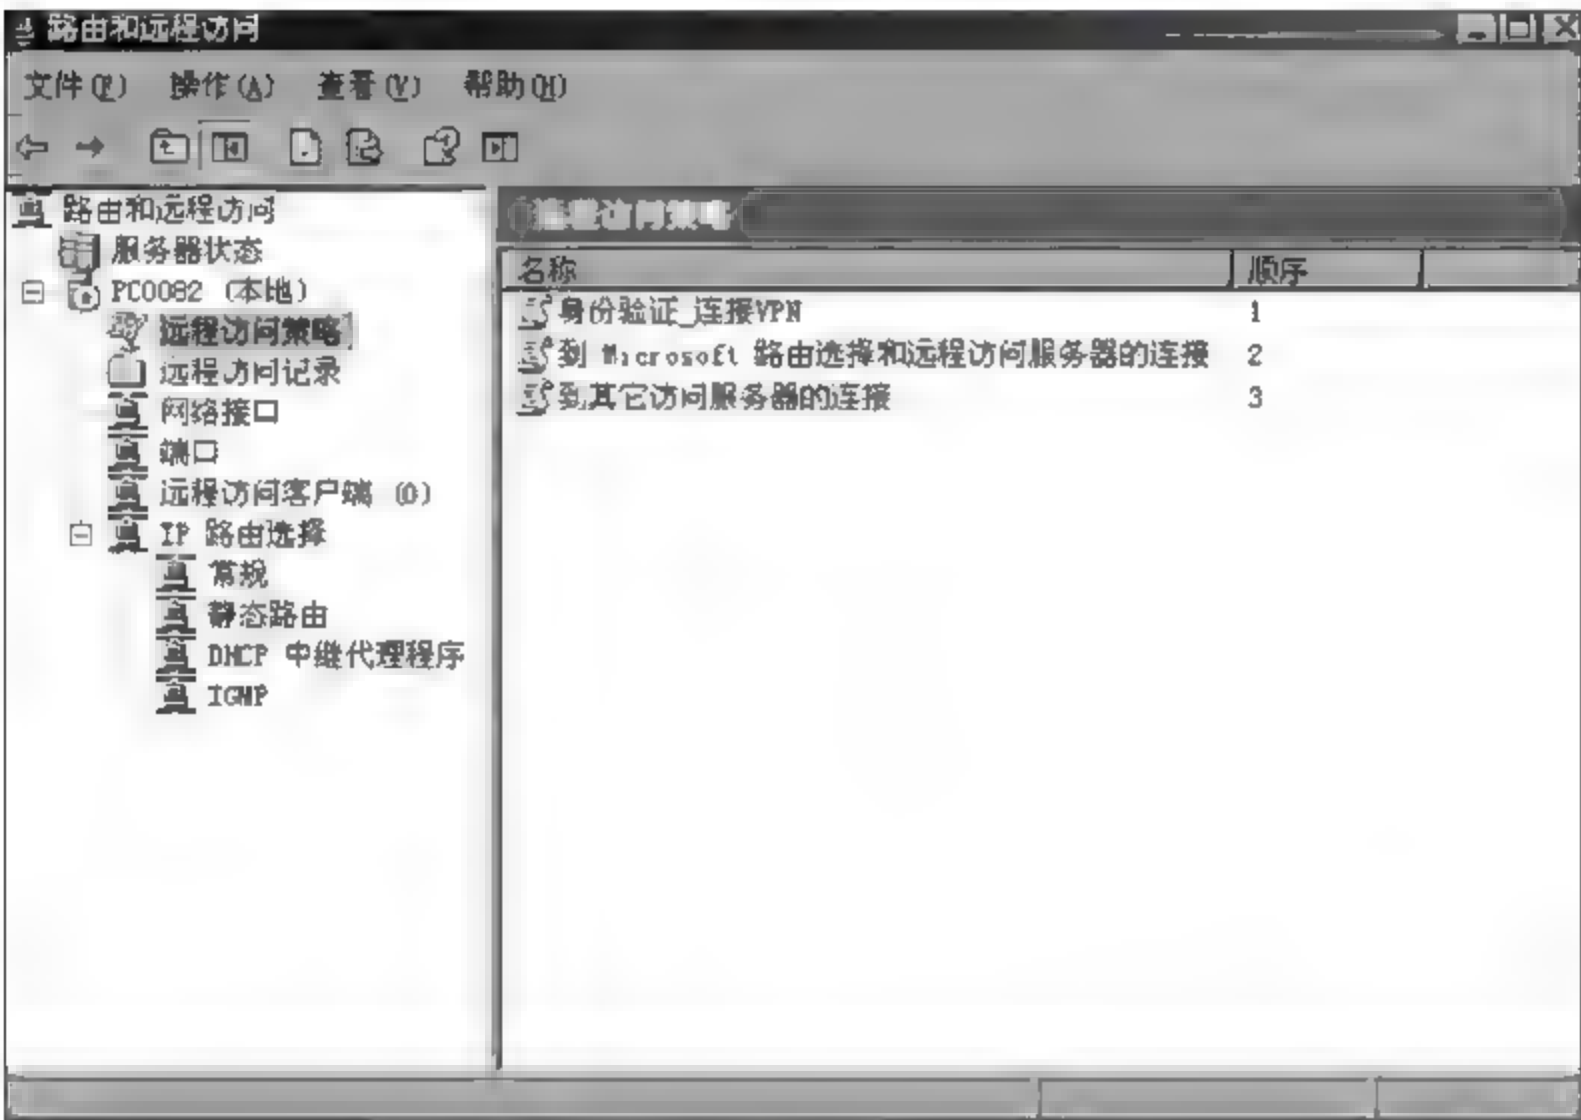 路由和远程访问
文件(F) 操作(A) 查看(V) 帮助(H)
路由和远程访问
服务器状态
PC0082 (本地)
远程访问策略
远程访问记录
网络接口
端口
远程访问客户端 (0)
IP 路由选择
常规
静态路由
DHCP 中继代理程序
IGMP
远程访问策略
名称 顺序
身份验证_连接VPN 1
到 Microsoft 路由选择和远程访问服务器的连接 2
到其它访问服务器的连接 3